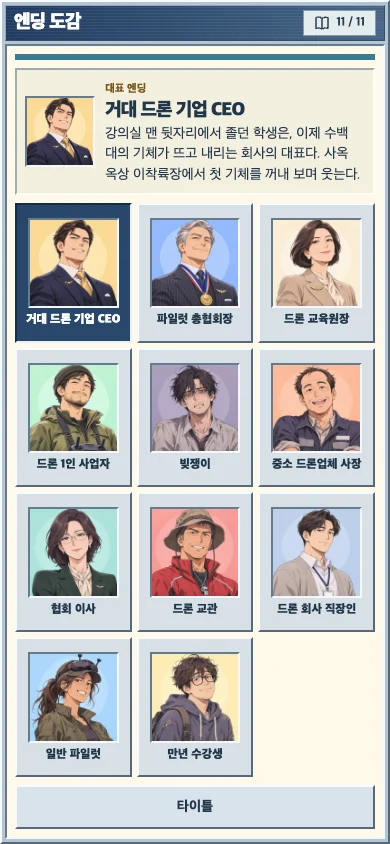 엔딩 도감
11 / 11
대표 엔딩
거대 드론 기업 CEO
강의실 맨 뒷자리에서 졸던 학생은, 이제 수백
대의 기체가 뜨고 내리는 회사의 대표다. 사옥
옥상 이착륙장에서 첫 기체를 꺼내 보며 웃는다.
거대 드론 기업 CEO
파일럿 총협회장
드론 교육원장
드론 1인 사업자
빚쟁이
중소 드론업체 사장
협회 이사
드론 교관
드론 회사 직장인
일반 파일럿
만년 수강생
타이틀